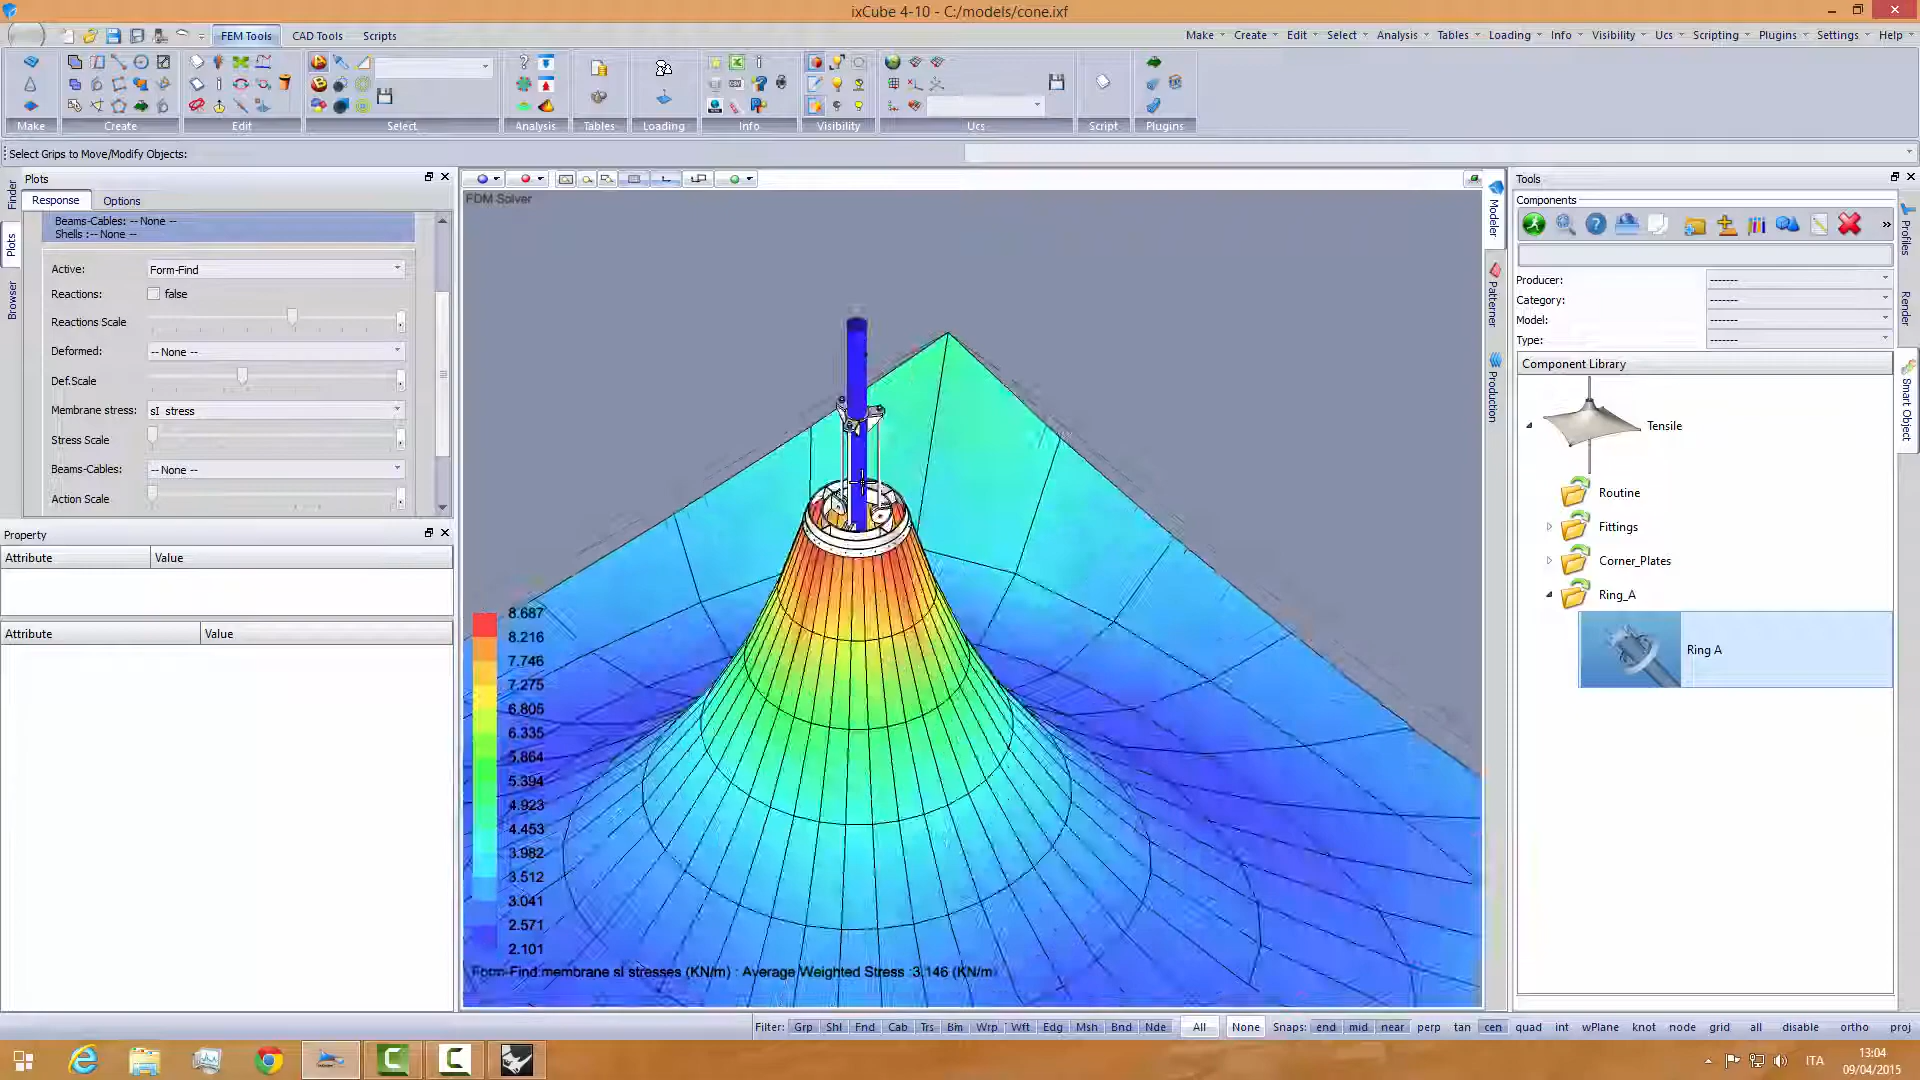 ixCube 4-10 - C:/models/cone.ixf
FEM Tools CAD Tools Scripts
Make Create Edit Select Analysis Tables Loading Info Visibility Ucs Scripting Plugins Settings Help
Make Create Edit Select Analysis Tables Loading Info Visibility Ucs Script Plugins
Select Grips to Move/Modify Objects:
Finder
Plots
Browser
Plots
Response Options
Beams-Cables: -- None --
Shells :-- None --
Active: Form-Find
Reactions: false
Reactions Scale
Deformed: -- None --
Def.Scale
Membrane stress: sI stress
Stress Scale
Beams-Cables: -- None --
Action Scale
Property
Attribute Value
Attribute Value
FDM Solver
8.687
8.216
7.746
7.275
6.805
6.335
5.864
5.394
4.923
4.453
3.982
3.512
3.041
2.571
2.101
Form-Find membrane sI stresses (KN/m) : Average Weighted Stress :3.146 (KN/m)
Modeler
Patterner
Production
Tools
Components
Producer: -------
Category: -------
Model: -------
Type: -------
Component Library
Tensile
Routine
Fittings
Corner_Plates
Ring_A
Ring A
Profiles
Render
Smart Object
Filter: Grp Shl Fnd Cab Trs Bm Wrp Wft Edg Msh Bnd Nde All None Snaps: end mid near perp tan cen quad int wPlane knot node grid all disable ortho proj
ITA
13:04
09/04/2015